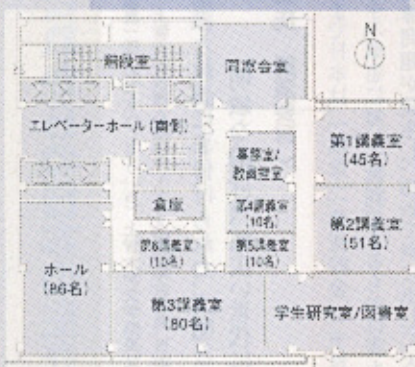 N
階段室
同窓会室
エレベーターホール(南側)
第1講義室
(45名)
事務室/
教員室
倉庫
第4講義室
(10名)
第2講義室
(51名)
第6講義室
(10名)
第5講義室
(10名)
ホール
(86名)
第3講義室
(80名)
学生研究室/図書室